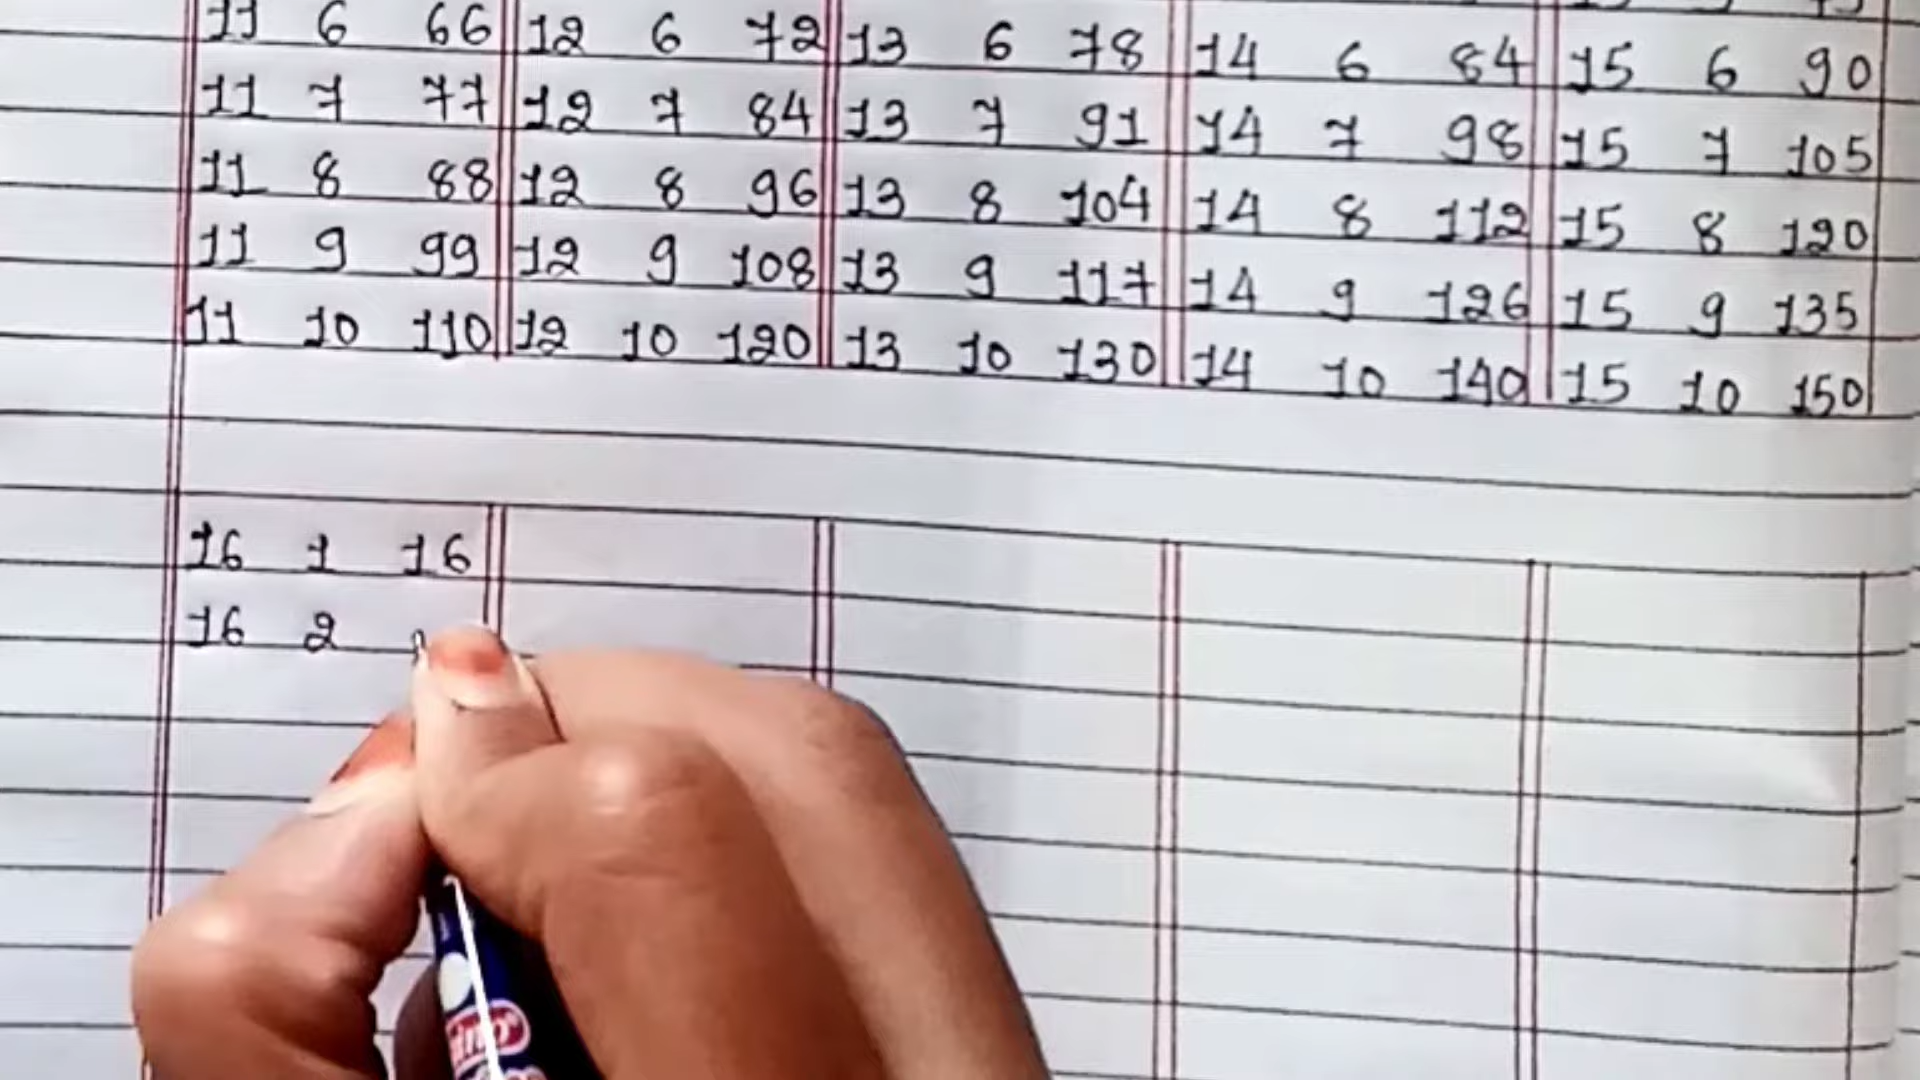 11 6 66 12 6 72 13 6 78 14 6 84 15 6 90
11 7 77 12 7 84 13 7 91 14 7 98 15 7 105
11 8 88 12 8 96 13 8 104 14 8 112 15 8 120
11 9 99 12 9 108 13 9 117 14 9 126 15 9 135
11 10 110 12 10 120 13 10 130 14 10 140 15 10 150
16 1 16
16 2